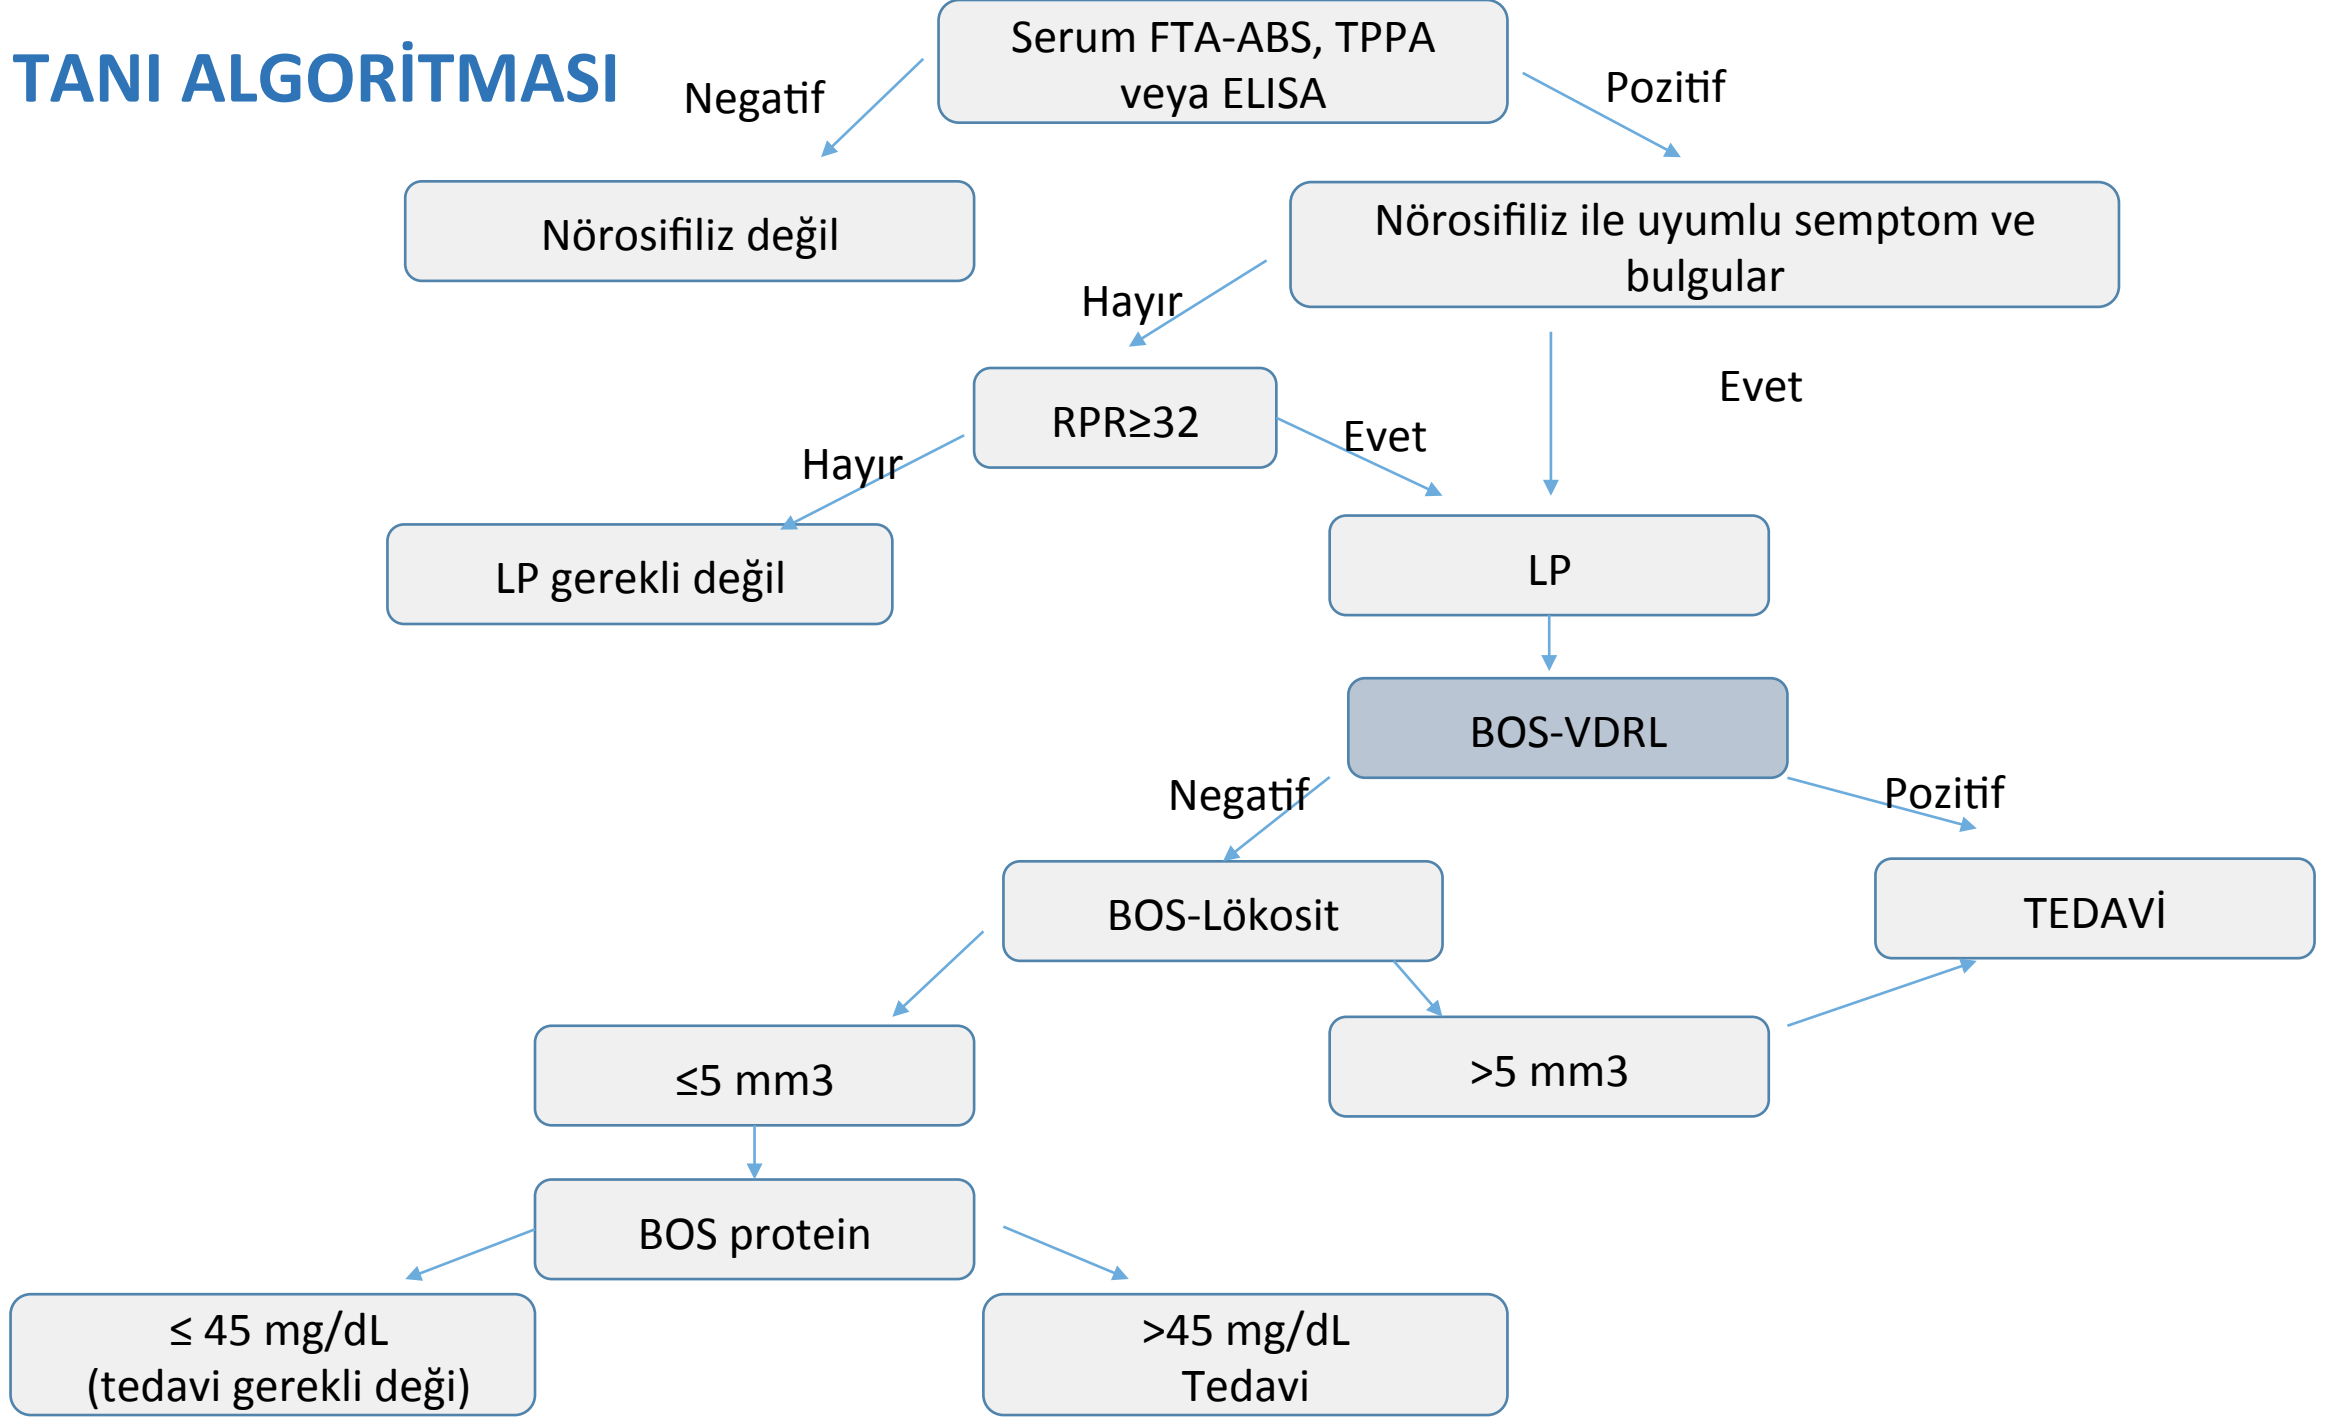 TANI ALGORİTMASI
Serum FTA-ABS, TPPA
veya ELISA
Negatif
Pozitif
Nörosifiliz değil
Nörosifiliz ile uyumlu semptom ve
bulgular
Hayır
Evet
RPR≥32
Hayır
Evet
LP gerekli değil
LP
BOS-VDRL
Negatif
Pozitif
BOS-Lökosit
TEDAVİ
≤5 mm3
>5 mm3
BOS protein
≤ 45 mg/dL
(tedavi gerekli deği)
>45 mg/dL
Tedavi